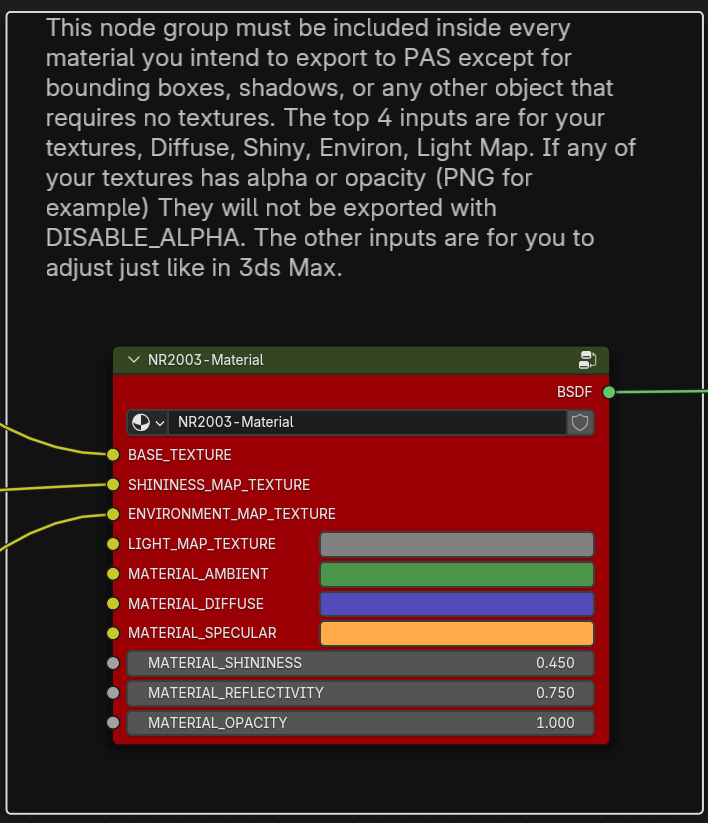 This node group must be included inside every
material you intend to export to PAS except for
bounding boxes, shadows, or any other object that
requires no textures. The top 4 inputs are for your
textures, Diffuse, Shiny, Environ, Light Map. If any of
your textures has alpha or opacity (PNG for
example) They will not be exported with
DISABLE_ALPHA. The other inputs are for you to
adjust just like in 3ds Max.
NR2003-Material
BSDF
NR2003-Material
BASE_TEXTURE
SHININESS_MAP_TEXTURE
ENVIRONMENT_MAP_TEXTURE
LIGHT_MAP_TEXTURE
MATERIAL_AMBIENT
MATERIAL_DIFFUSE
MATERIAL_SPECULAR
MATERIAL_SHININESS 0.450
MATERIAL_REFLECTIVITY 0.750
MATERIAL_OPACITY 1.000